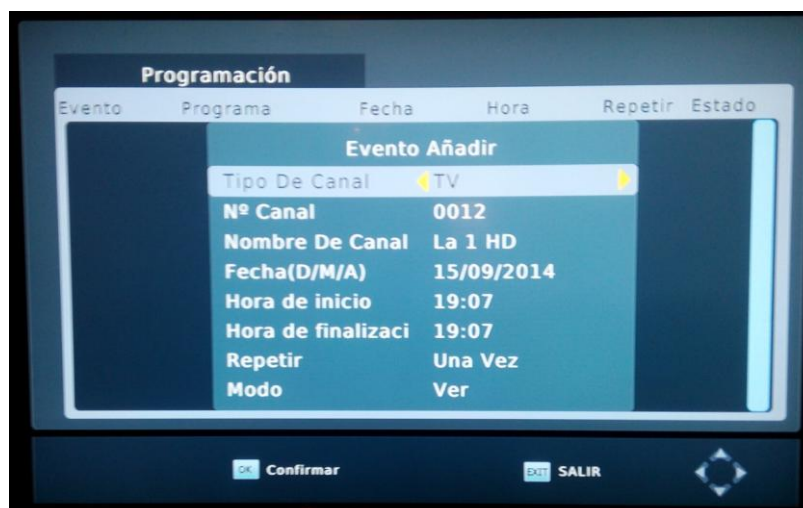 Programación
Evento Programa Fecha Hora Repetir Estado
Evento Añadir
Tipo De Canal TV
Nº Canal 0012
Nombre De Canal La 1 HD
Fecha(D/M/A) 15/09/2014
Hora de inicio 19:07
Hora de finalizaci 19:07
Repetir Una Vez
Modo Ver
OK Confirmar EXIT SALIR